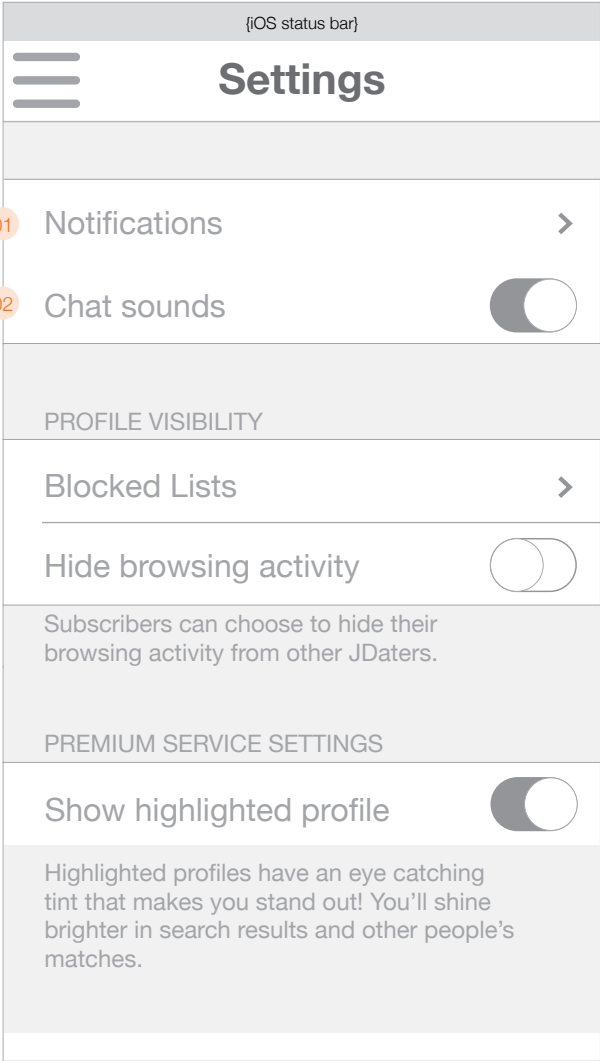 {iOS status bar}
Settings
01 Notifications
02 Chat sounds
PROFILE VISIBILITY
Blocked Lists
Hide browsing activity
Subscribers can choose to hide their
browsing activity from other JDaters.
PREMIUM SERVICE SETTINGS
Show highlighted profile
Highlighted profiles have an eye catching
tint that makes you stand out! You’ll shine
brighter in search results and other people’s
matches.